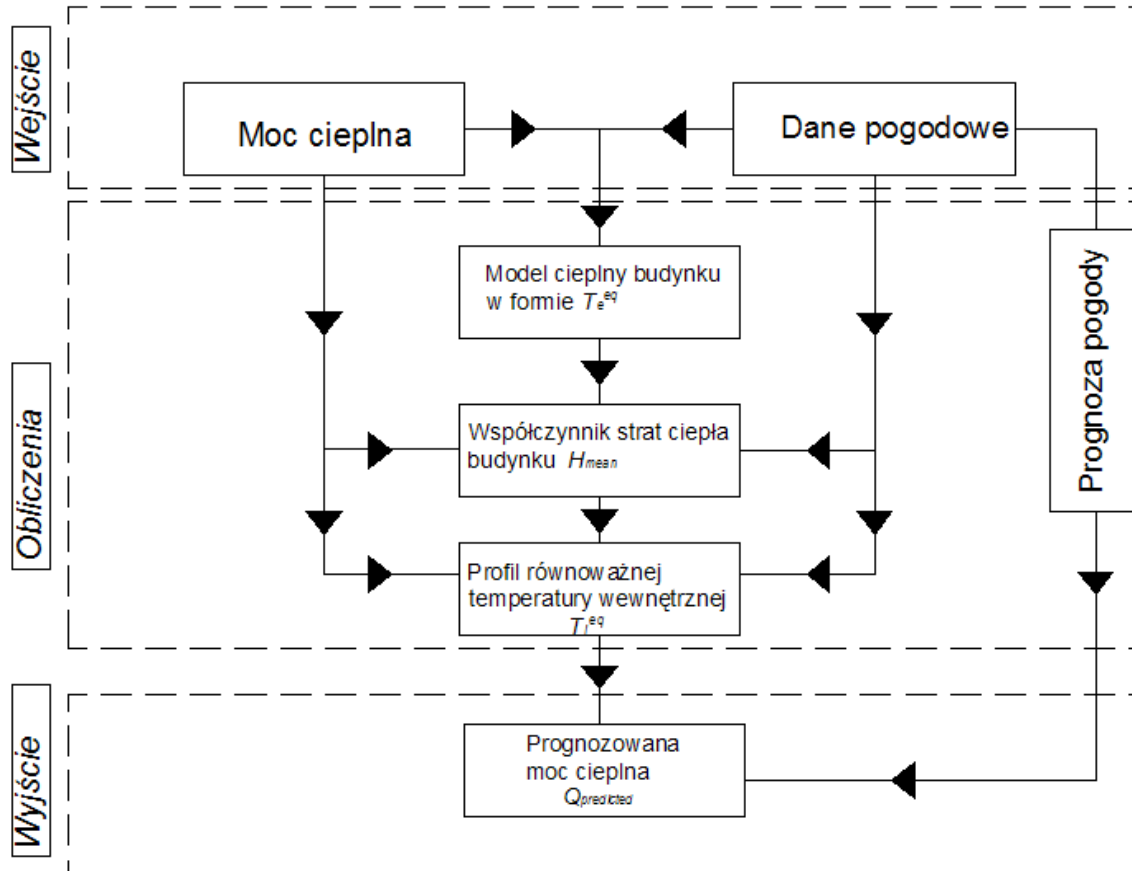 Wejście
Moc cieplna
Dane pogodowe
Obliczenia
Model cieplny budynku
w formie Tₑᵉq
Współczynnik strat ciepła
budynku Hmean
Profil równoważnej
temperatury wewnętrznej
Tᵢᵉq
Prognoza pogody
Wyjście
Prognozowana
moc cieplna
Qpredicted